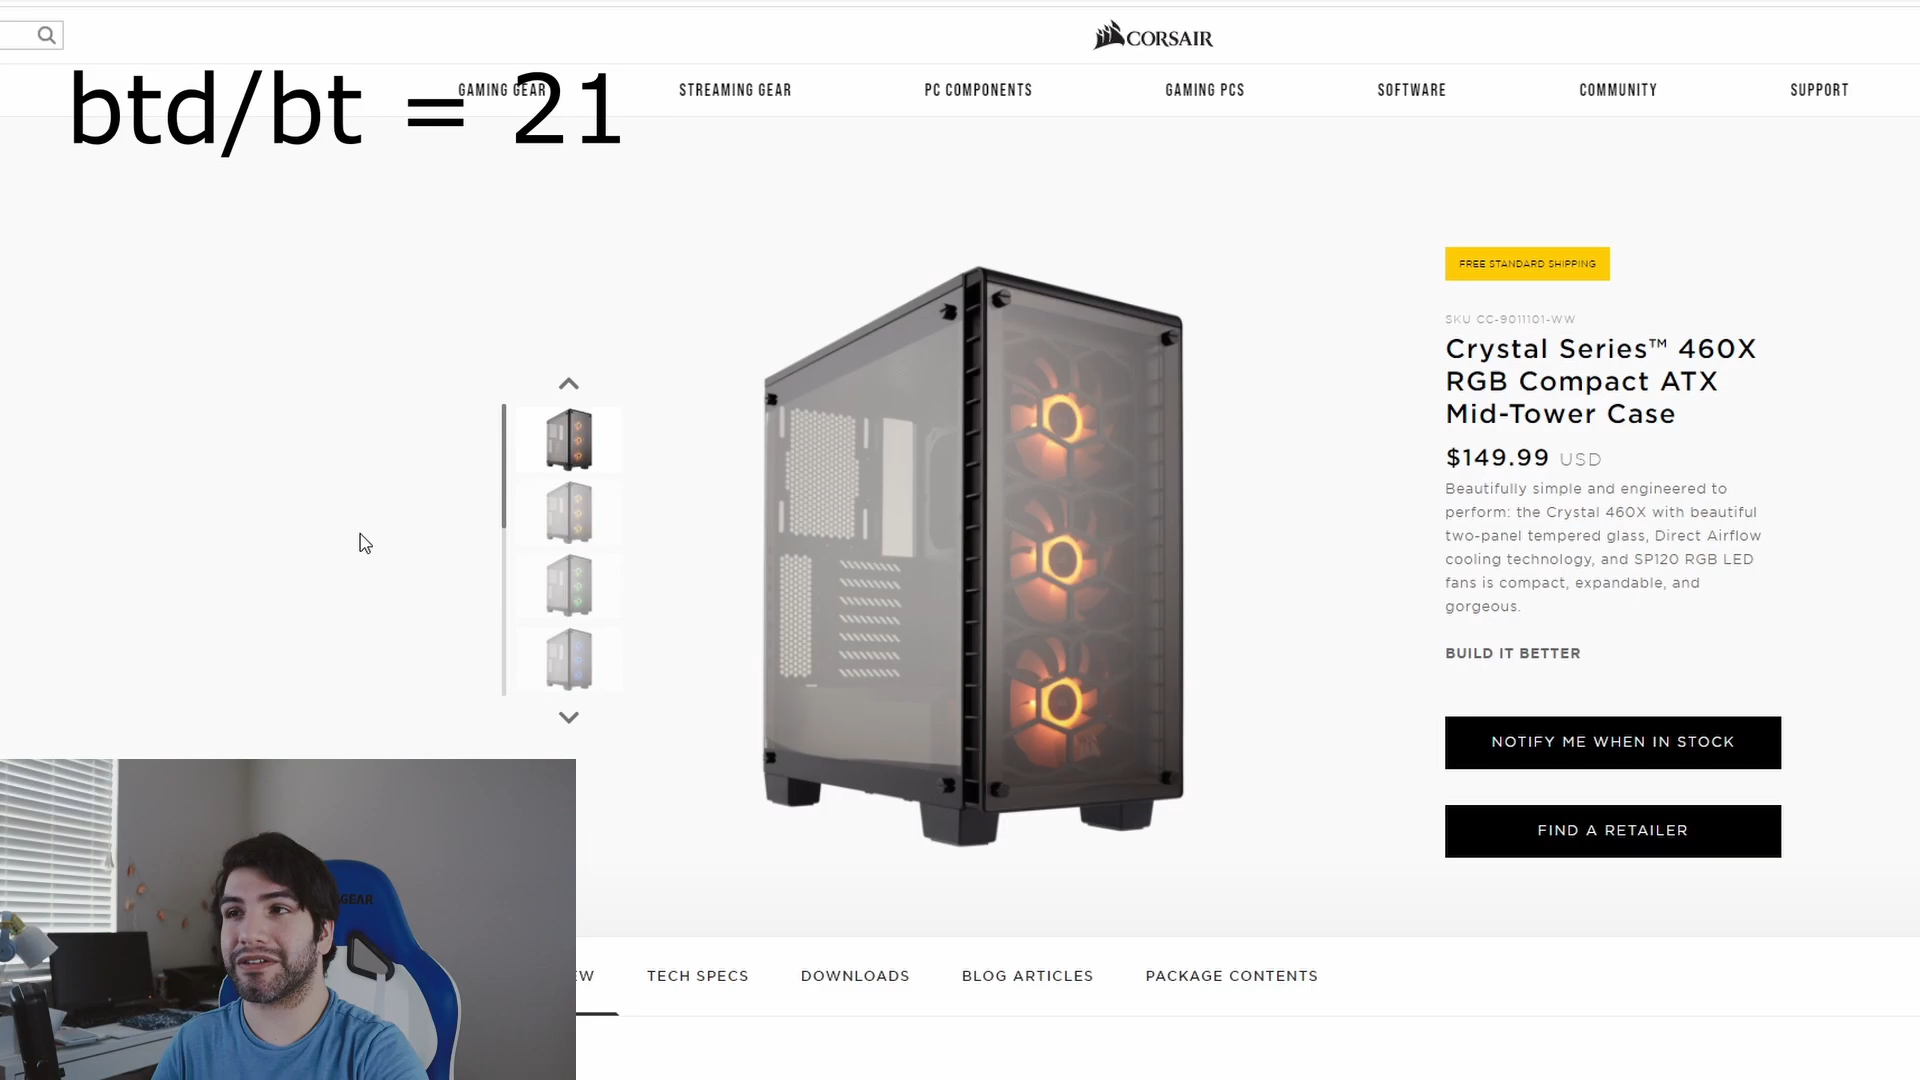 CORSAIR
btd/bt = 21
GAMING GEAR
STREAMING GEAR
PC COMPONENTS
GAMING PCS
SOFTWARE
COMMUNITY
SUPPORT
FREE STANDARD SHIPPING
SKU CC-9011101-WW
Crystal Series™ 460X
RGB Compact ATX
Mid-Tower Case
$149.99 USD
Beautifully simple and engineered to
perform: the Crystal 460X with beautiful
two-panel tempered glass, Direct Airflow
cooling technology, and SP120 RGB LED
fans is compact, expandable, and
gorgeous.
BUILD IT BETTER
NOTIFY ME WHEN IN STOCK
FIND A RETAILER
GEAR
EW
TECH SPECS
DOWNLOADS
BLOG ARTICLES
PACKAGE CONTENTS